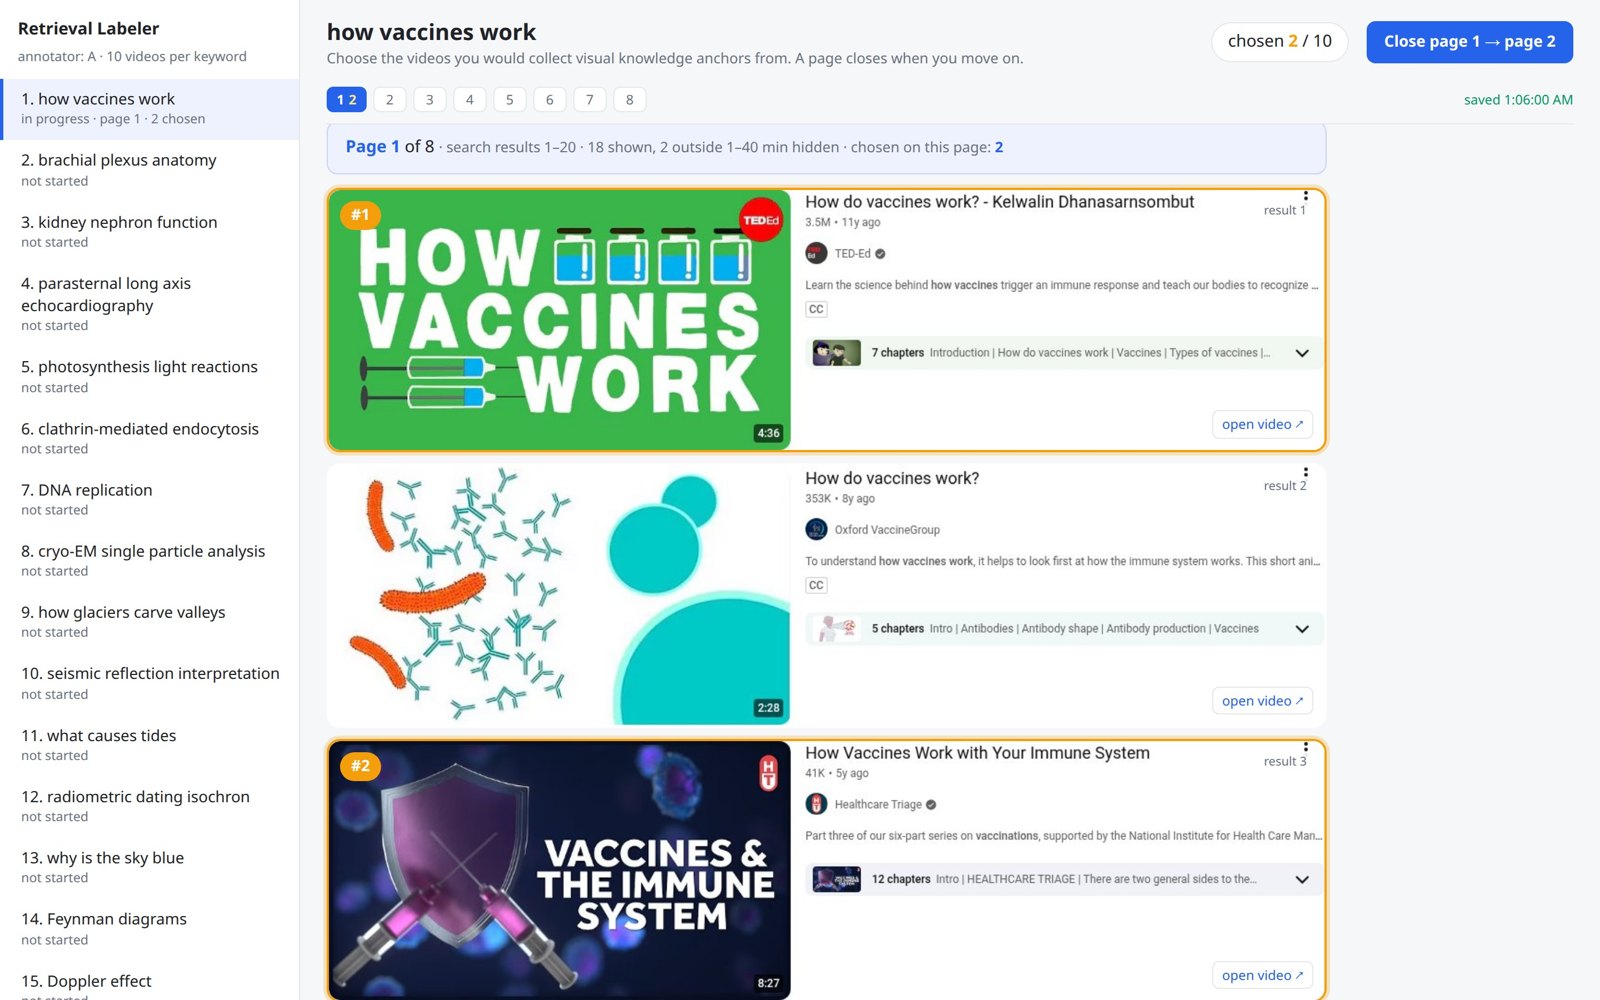 Retrieval Labeler
annotator: A · 10 videos per keyword
1. how vaccines work
in progress · page 1 · 2 chosen
2. brachial plexus anatomy
not started
3. kidney nephron function
not started
4. parasternal long axis
echocardiography
not started
5. photosynthesis light reactions
not started
6. clathrin-mediated endocytosis
not started
7. DNA replication
not started
8. cryo-EM single particle analysis
not started
9. how glaciers carve valleys
not started
10. seismic reflection interpretation
not started
11. what causes tides
not started
12. radiometric dating isochron
not started
13. why is the sky blue
not started
14. Feynman diagrams
not started
15. Doppler effect
how vaccines work
Choose the videos you would collect visual knowledge anchors from. A page closes when you move on.
chosen 2 / 10
Close page 1 → page 2
1 2 2 3 4 5 6 7 8
saved 1:06:00 AM
Page 1 of 8 · search results 1–20 · 18 shown, 2 outside 1–40 min hidden · chosen on this page: 2
#1
TEDEd
HOW
VACCINES
WORK
4:36
How do vaccines work? - Kelwalin Dhanasarnsombut
result 1
3.5M • 11y ago
TED-Ed
Learn the science behind how vaccines trigger an immune response and teach our bodies to recognize ...
CC
7 chapters Introduction | How do vaccines work | Vaccines | Types of vaccines |...
open video ↗
2:28
How do vaccines work?
result 2
353K • 8y ago
Oxford VaccineGroup
To understand how vaccines work, it helps to look first at how the immune system works. This short ani...
CC
5 chapters Intro | Antibodies | Antibody shape | Antibody production | Vaccines
open video ↗
#2
HT
VACCINES &
THE IMMUNE
SYSTEM
8:27
How Vaccines Work with Your Immune System
result 3
41K • 5y ago
Healthcare Triage
Part three of our six-part series on vaccinations, supported by the National Institute for Health Care Man...
12 chapters Intro | HEALTHCARE TRIAGE | There are two general sides to the...
open video ↗